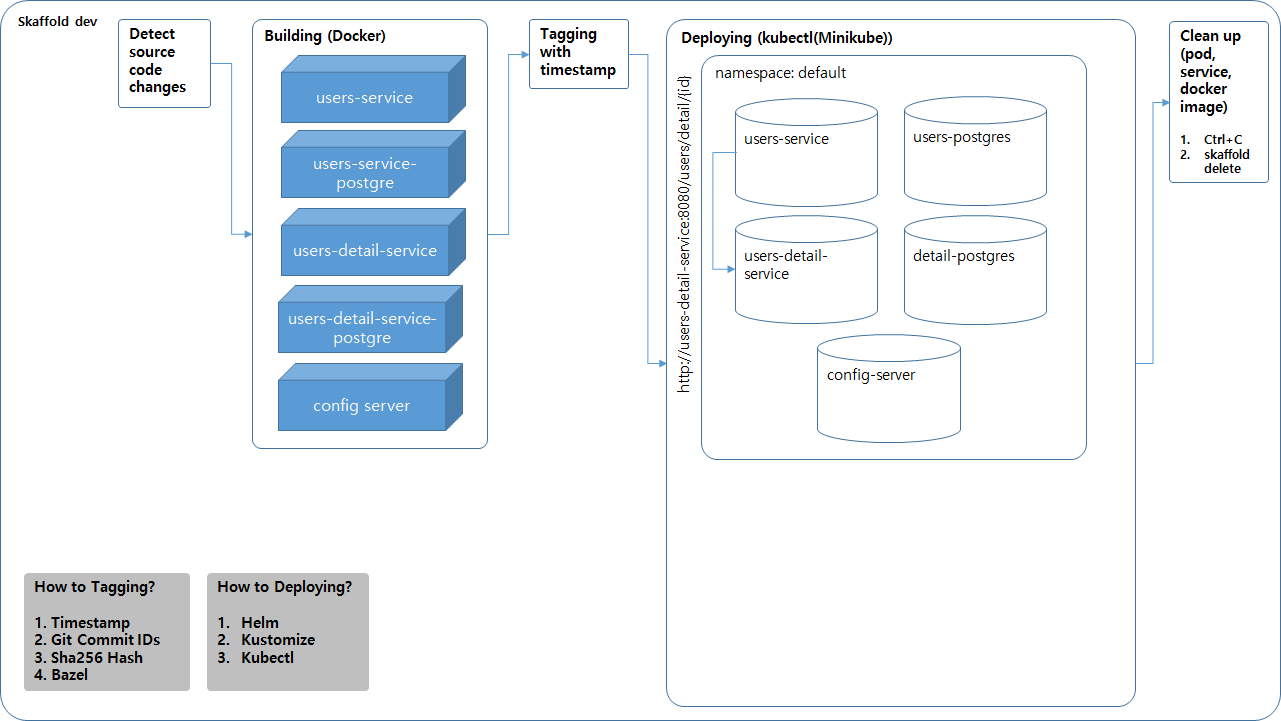 Skaffold dev
Detect
source
code
changes
Building (Docker)
users-service
users-service-
postgre
users-detail-service
users-detail-service-
postgre
config server
Tagging
with
timestamp
Deploying (kubectl(Minikube))
http://users-detail-service:8080/users/detail/{id}
namespace: default
users-service
users-postgres
users-detail-
service
detail-postgres
config-server
Clean up
(pod,
service,
docker
image)
1. Ctrl+C
2. skaffold
delete
How to Tagging?
1. Timestamp
2. Git Commit IDs
3. Sha256 Hash
4. Bazel
How to Deploying?
1. Helm
2. Kustomize
3. Kubectl